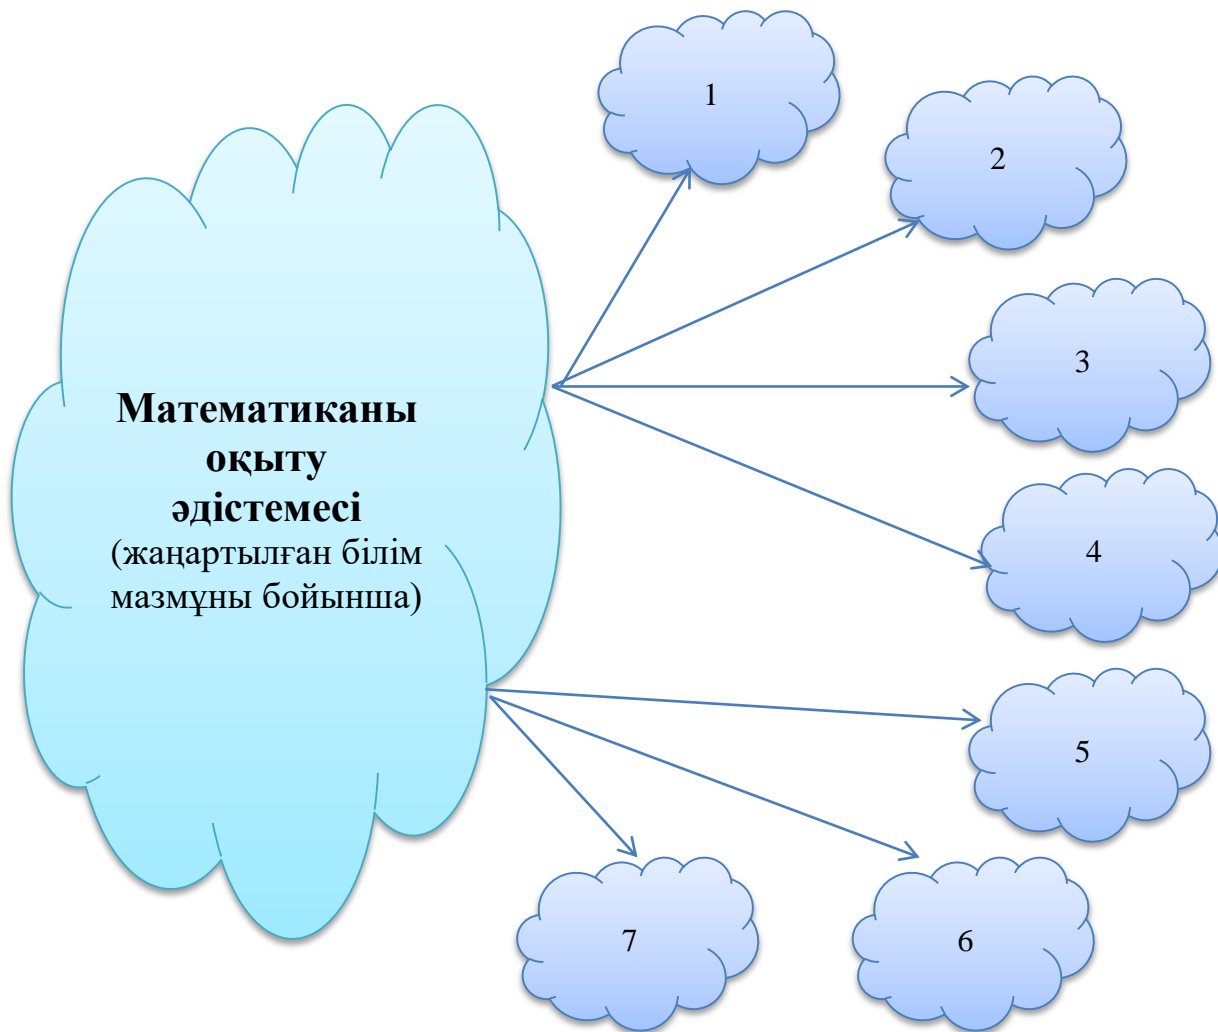 Математиканы
оқыту
әдістемесі
(жаңартылған білім
мазмұны бойынша)
1
2
3
4
5
6
7